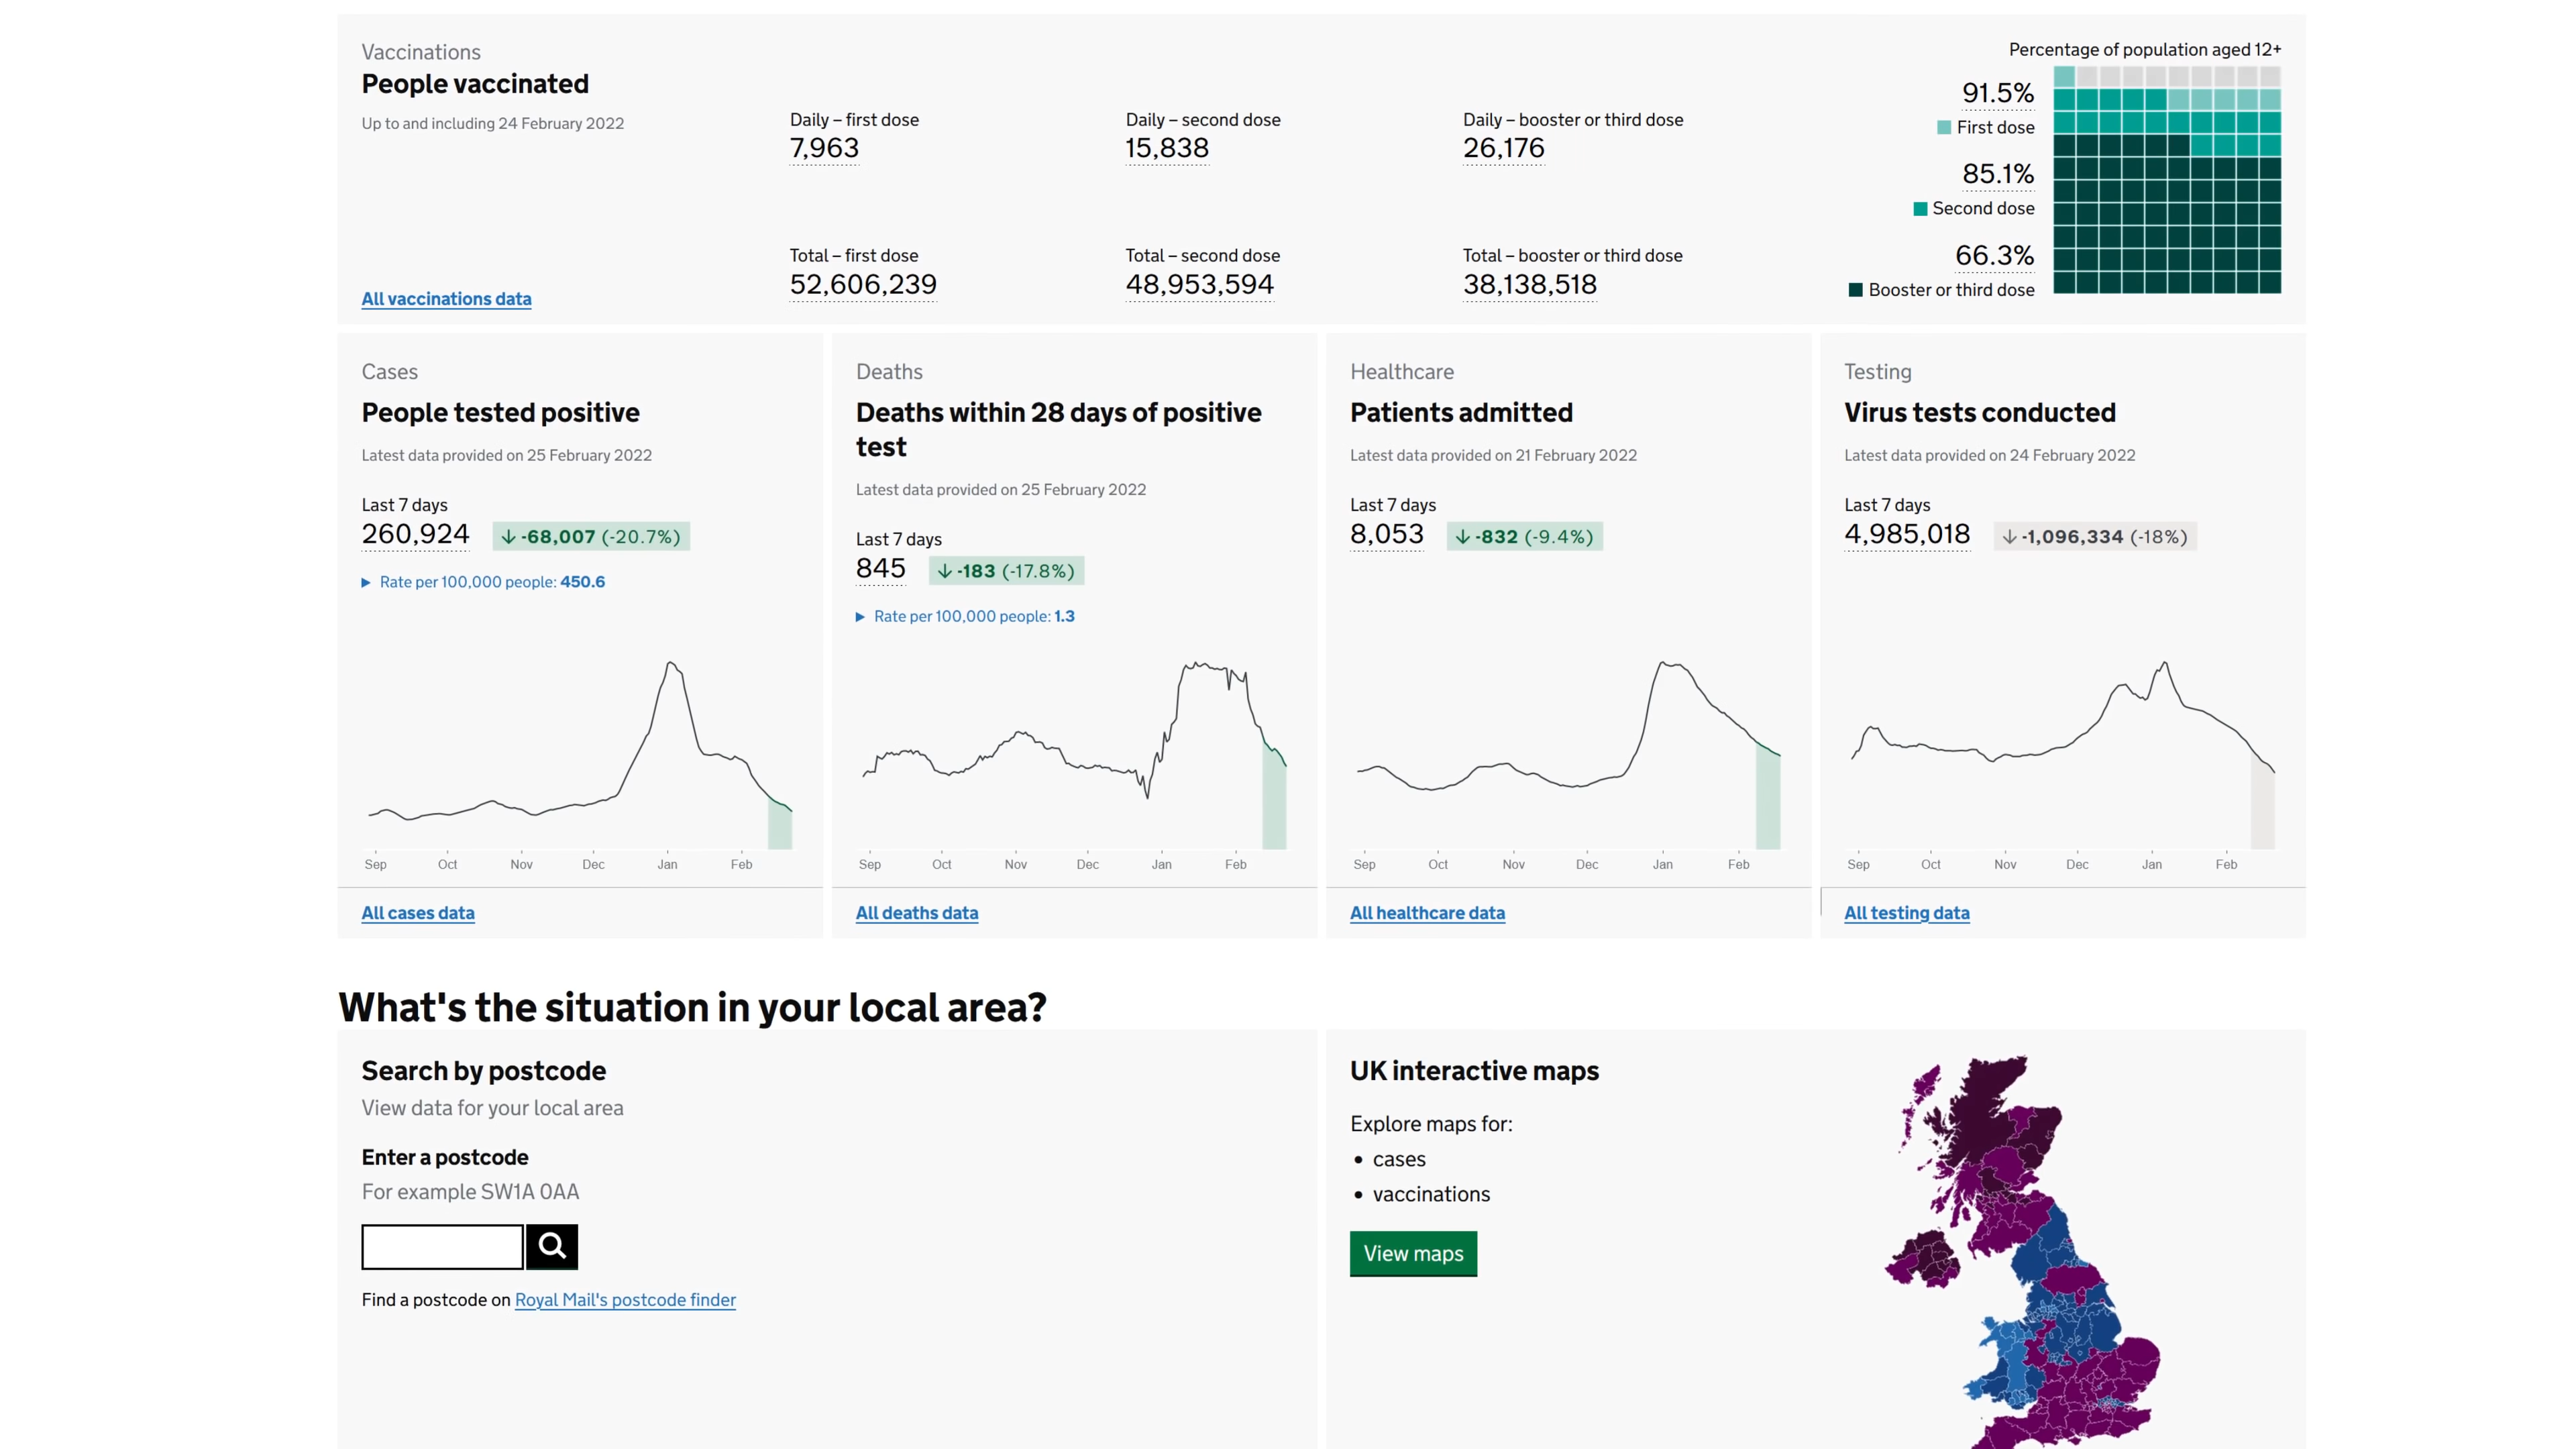 Vaccinations
People vaccinated
Up to and including 24 February 2022
All vaccinations data
Daily – first dose
7,963
Total – first dose
52,606,239
Daily – second dose
15,838
Total – second dose
48,953,594
Daily – booster or third dose
26,176
Total – booster or third dose
38,138,518
Percentage of population aged 12+
91.5%
First dose
85.1%
Second dose
66.3%
Booster or third dose
Cases
People tested positive
Latest data provided on 25 February 2022
Last 7 days
260,924 ↓ -68,007 (-20.7%)
► Rate per 100,000 people: 450.6
Sep Oct Nov Dec Jan Feb
All cases data
Deaths
Deaths within 28 days of positive
test
Latest data provided on 25 February 2022
Last 7 days
845 ↓ -183 (-17.8%)
► Rate per 100,000 people: 1.3
Sep Oct Nov Dec Jan Feb
All deaths data
Healthcare
Patients admitted
Latest data provided on 21 February 2022
Last 7 days
8,053 ↓ -832 (-9.4%)
Sep Oct Nov Dec Jan Feb
All healthcare data
Testing
Virus tests conducted
Latest data provided on 24 February 2022
Last 7 days
4,985,018 ↓ -1,096,334 (-18%)
Sep Oct Nov Dec Jan Feb
All testing data
What's the situation in your local area?
Search by postcode
View data for your local area
Enter a postcode
For example SW1A 0AA
Find a postcode on Royal Mail's postcode finder
UK interactive maps
Explore maps for:
• cases
• vaccinations
View maps